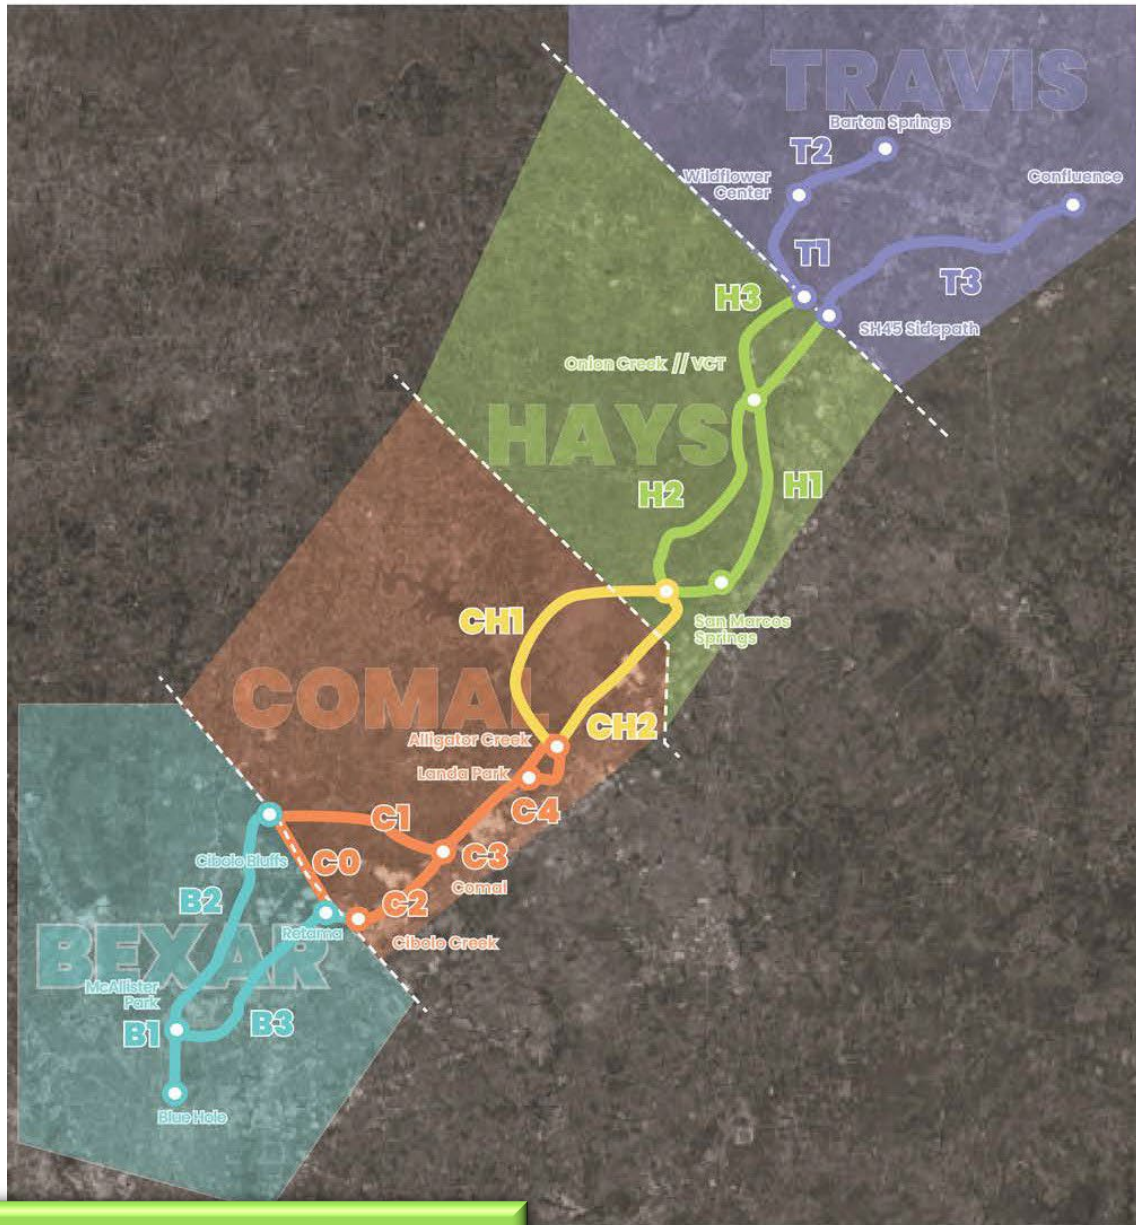 TRAVIS
Barton Springs
T2
Wildflower
Center
Confluence
T1
T3
H3
SH45 Sidepath
Onion Creek // VCT
HAYS
H2
H1
CH1
San Marcos
Springs
COMAL
CH2
Alligator Creek
Landa Park
C4
C1
C3
Cibolo Bluffs
C0
Comal
B2
C2
Retama
Cibolo Creek
BEXAR
McAllister
Park
B1
B3
Blue Hole